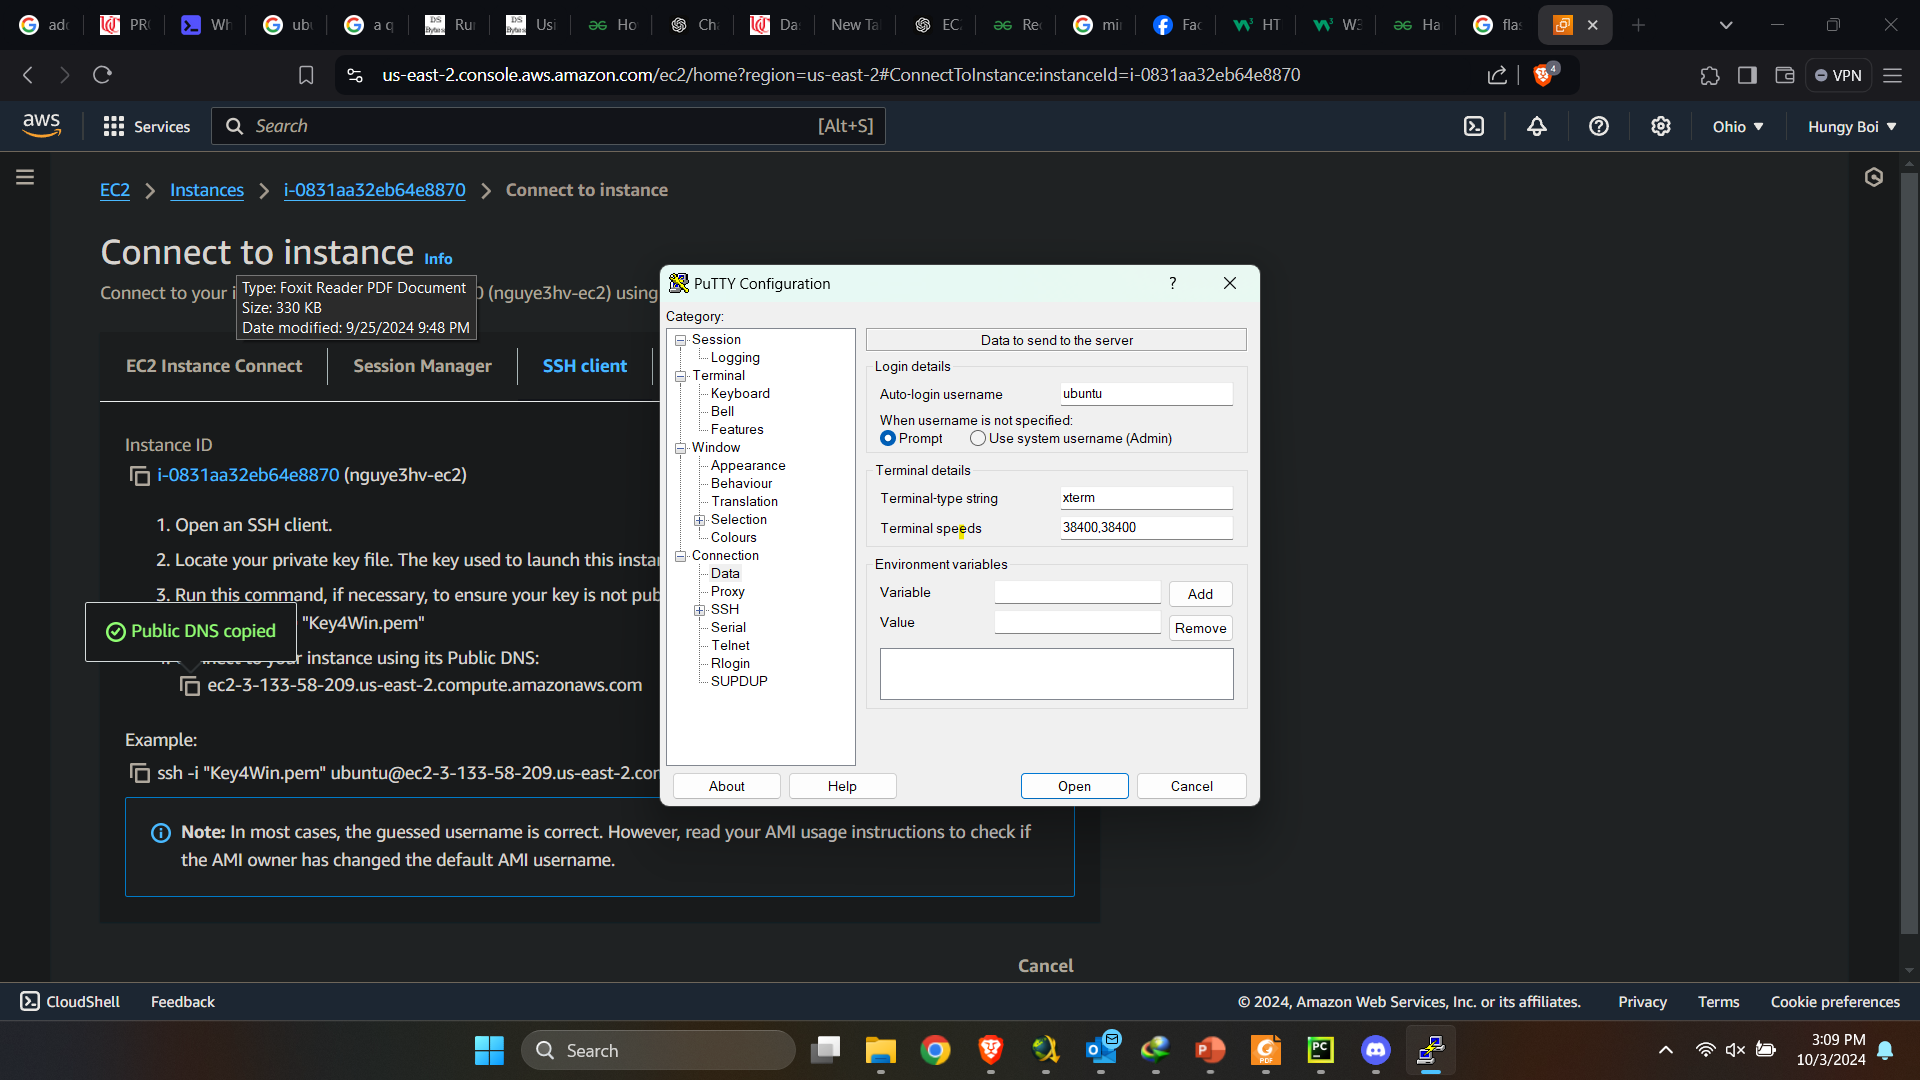 adc
PRO
Wh
ubu
a q
Run
Usi
Ho
Cha
Das
New Tab
EC2
Rec
min
Fac
HT
W3
Ha
flas
us-east-2.console.aws.amazon.com/ec2/home?region=us-east-2#ConnectToInstance:instanceId=i-0831aa32eb64e8870
4
VPN
aws
Services
Search
[Alt+S]
Ohio
Hungy Boi
EC2
Instances
i-0831aa32eb64e8870
Connect to instance
Connect to instance Info
Connect to your i
0 (nguye3hv-ec2) using
Type: Foxit Reader PDF Document
Size: 330 KB
Date modified: 9/25/2024 9:48 PM
EC2 Instance Connect
Session Manager
SSH client
Instance ID
i-0831aa32eb64e8870 (nguye3hv-ec2)
1. Open an SSH client.
2. Locate your private key file. The key used to launch this instan
3. Run this command, if necessary, to ensure your key is not pub
"Key4Win.pem"
Public DNS copied
instance using its Public DNS:
ec2-3-133-58-209.us-east-2.compute.amazonaws.com
Example:
ssh -i "Key4Win.pem" ubuntu@ec2-3-133-58-209.us-east-2.con
Note: In most cases, the guessed username is correct. However, read your AMI usage instructions to check if
the AMI owner has changed the default AMI username.
Cancel
PuTTY Configuration
?
Category:
Session
Logging
Terminal
Keyboard
Bell
Features
Window
Appearance
Behaviour
Translation
Selection
Colours
Connection
Data
Proxy
SSH
Serial
Telnet
Rlogin
SUPDUP
Data to send to the server
Login details
Auto-login username
ubuntu
When username is not specified:
Prompt
Use system username (Admin)
Terminal details
Terminal-type string
xterm
Terminal speeds
38400,38400
Environment variables
Variable
Add
Value
Remove
About
Help
Open
Cancel
CloudShell
Feedback
© 2024, Amazon Web Services, Inc. or its affiliates.
Privacy
Terms
Cookie preferences
Search
3:09 PM
10/3/2024